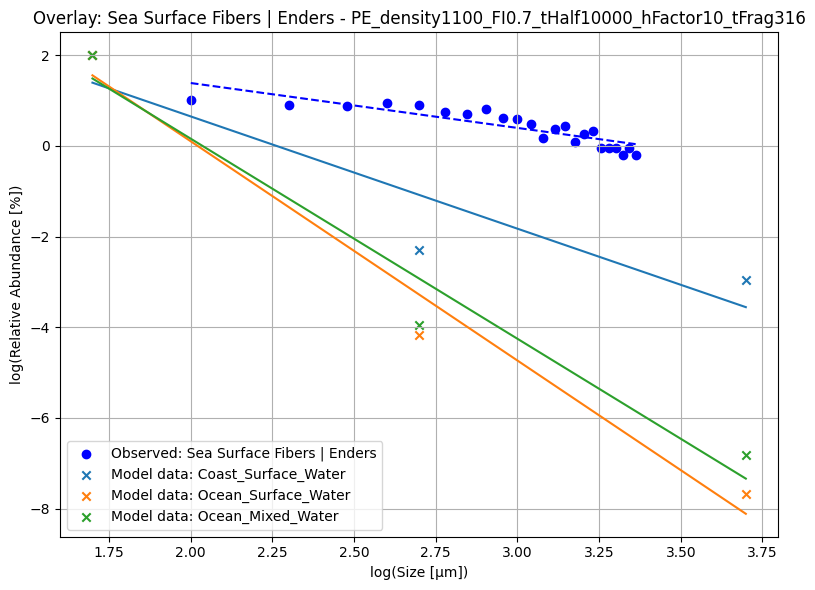 Overlay: Sea Surface Fibers | Enders - PE_density1100_FI0.7_tHalf10000_hFactor10_tFrag316
log(Relative Abundance [%])
2
0
−2
−4
−6
−8
Observed: Sea Surface Fibers | Enders
Model data: Coast_Surface_Water
Model data: Ocean_Surface_Water
Model data: Ocean_Mixed_Water
1.75 2.00 2.25 2.50 2.75 3.00 3.25 3.50 3.75
log(Size [μm])